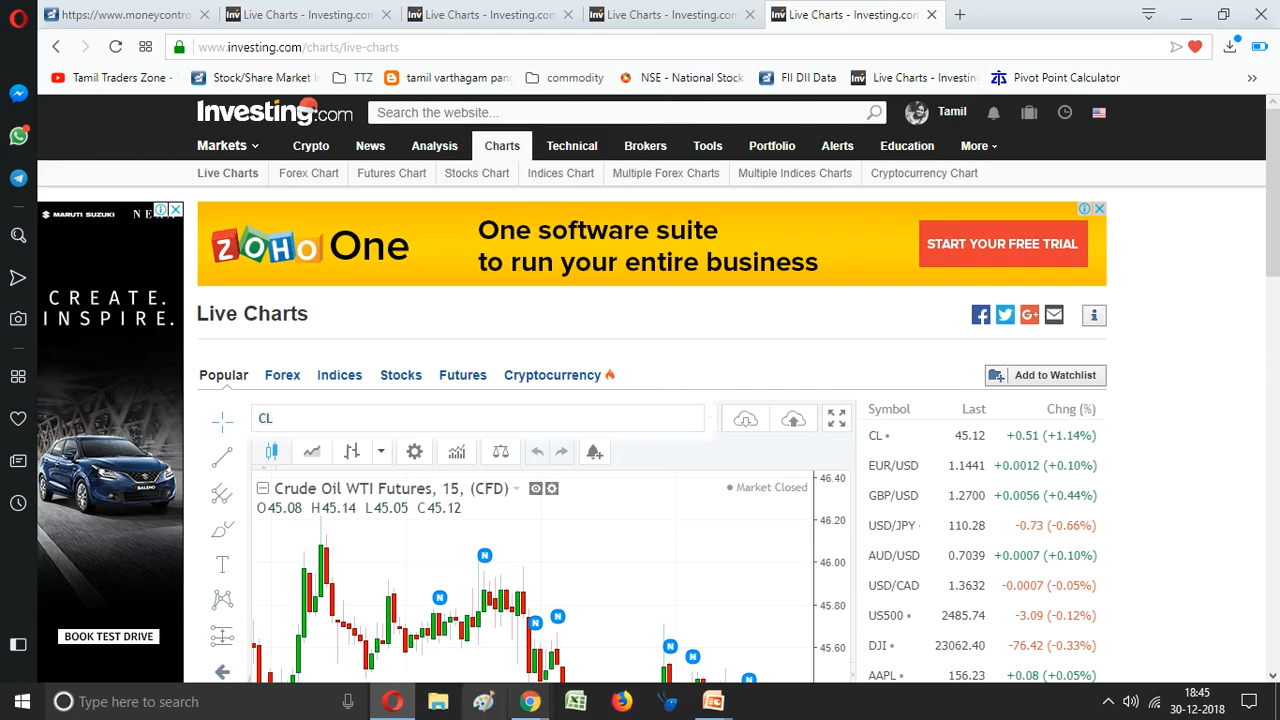 https://www.moneycontro
Live Charts - Investing.com
Live Charts - Investing.com
Live Charts - Investing.com
Live Charts - Investing.com
www.investing.com/charts/live-charts
Tamil Traders Zone -
Stock/Share Market I
TTZ
tamil varthagam pan
commodity
NSE - National Stock
FII DII Data
Live Charts - Investin
Pivot Point Calculator
Investing.com
Search the website...
Tamil
Markets
Crypto
News
Analysis
Charts
Technical
Brokers
Tools
Portfolio
Alerts
Education
More
Live Charts
Forex Chart
Futures Chart
Stocks Chart
Indices Chart
Multiple Forex Charts
Multiple Indices Charts
Cryptocurrency Chart
MARUTI SUZUKI
CREATE.
INSPIRE.
BALENO
BOOK TEST DRIVE
ZOHO One
One software suite
to run your entire business
START YOUR FREE TRIAL
Live Charts
Popular
Forex
Indices
Stocks
Futures
Cryptocurrency
Add to Watchlist
CL
Crude Oil WTI Futures, 15, (CFD)
Market Closed
O45.08 H45.14 L45.05 C45.12
46.40
46.20
46.00
45.80
45.60
N
N
N
N
N
N
N
Symbol Last Chng (%)
CL 45.12 +0.51 (+1.14%)
EUR/USD 1.1441 +0.0012 (+0.10%)
GBP/USD 1.2700 +0.0056 (+0.44%)
USD/JPY 110.28 -0.73 (-0.66%)
AUD/USD 0.7039 +0.0007 (+0.10%)
USD/CAD 1.3632 -0.0007 (-0.05%)
US500 2485.74 -3.09 (-0.12%)
DJI 23062.40 -76.42 (-0.33%)
AAPL 156.23 +0.08 (+0.05%)
Type here to search
18:45
30-12-2018